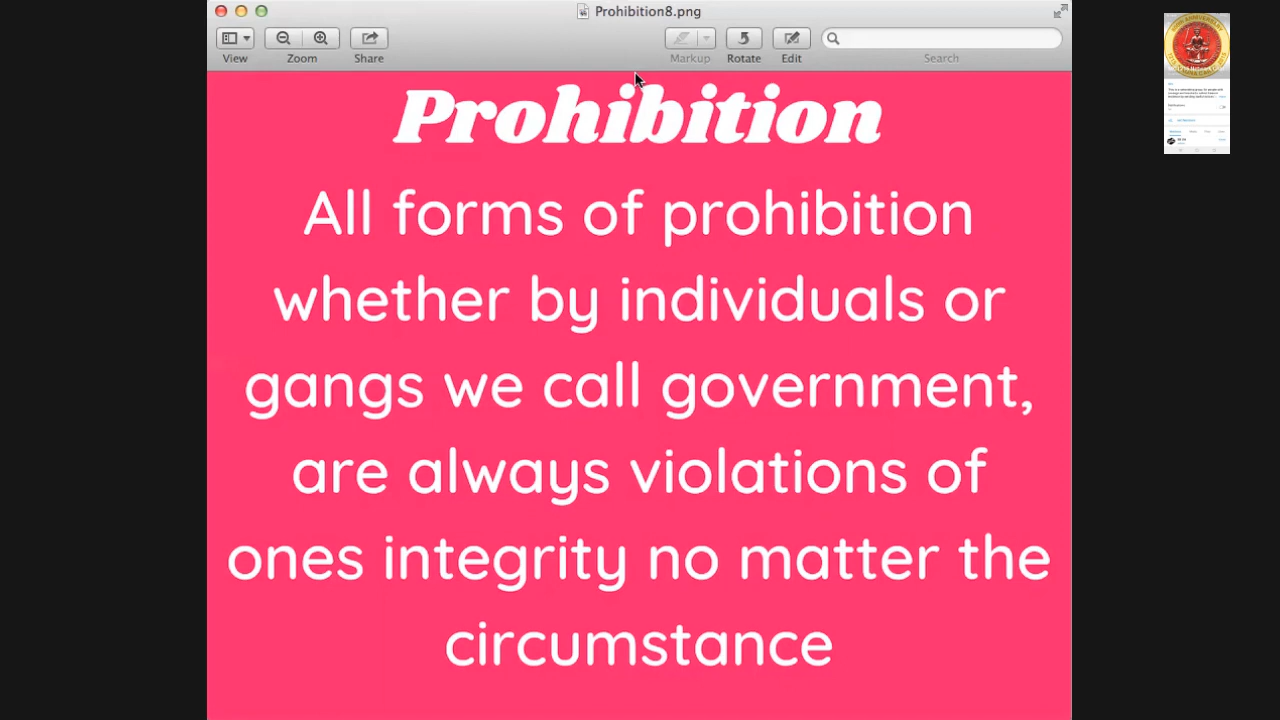 Prohibition8.png
View
Zoom
Share
Markup
Rotate
Edit
Search
Prohibition
All forms of prohibition
whether by individuals or
gangs we call government,
are always violations of
ones integrity no matter the
circumstance